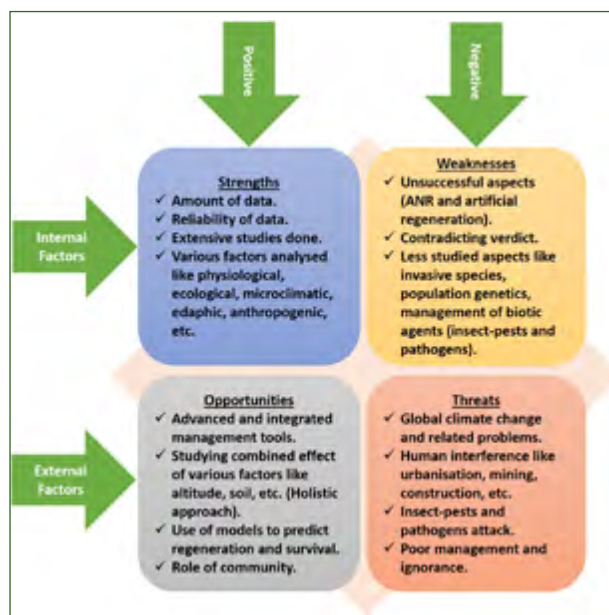 Positive
Negative
Internal
Factors
External
Factors
Strengths
✓ Amount of data.
✓ Reliability of data.
✓ Extensive studies done.
✓ Various factors analysed
like physiological,
ecological, microclimatic,
edaphic, anthropogenic,
etc.
Weaknesses
✓ Unsuccessful aspects
(ANR and artificial
regeneration).
✓ Contradicting verdict.
✓ Less studied aspects like
invasive species,
population genetics,
management of biotic
agents (insect-pests and
pathogens).
Opportunities
✓ Advanced and integrated
management tools.
✓ Studying combined effect
of various factors like
altitude, soil, etc. (Holistic
approach).
✓ Use of models to predict
regeneration and survival.
✓ Role of community.
Threats
✓ Global climate change
and related problems.
✓ Human interference like
urbanisation, mining,
construction, etc.
✓ Insect-pests and
pathogens attack.
✓ Poor management and
ignorance.